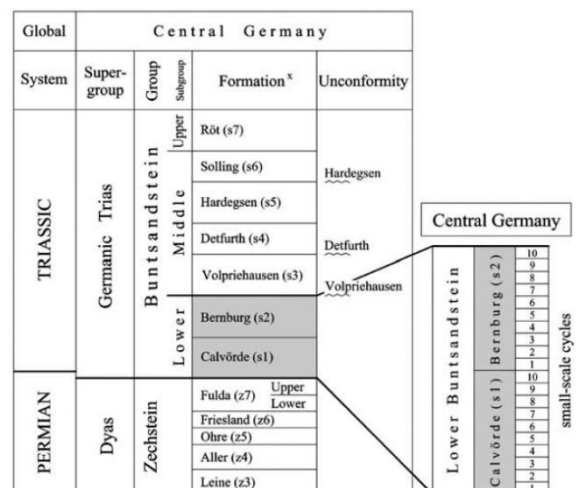 Global Central Germany
System Super-group Group Subgroup Formation x Unconformity
TRIASSIC
Germanic Trias
Buntsandstein
Upper
Röt (s7)
Middle
Solling (s6)
Hardegsen
Hardegsen (s5)
Detfurth (s4)
Detfurth
Volpriehausen (s3)
Volpriehausen
Lower
Bernburg (s2)
Calvörde (s1)
PERMIAN
Dyas
Zechstein
Fulda (z7) Upper
Lower
Friesland (z6)
Ohre (z5)
Aller (z4)
Leine (z3)
Central Germany
Lower Buntsandstein
Bernburg (s2)
10
9
8
7
6
5
4
3
2
1
Calvörde (s1)
10
9
8
7
6
5
4
3
2
1
small-scale cycles